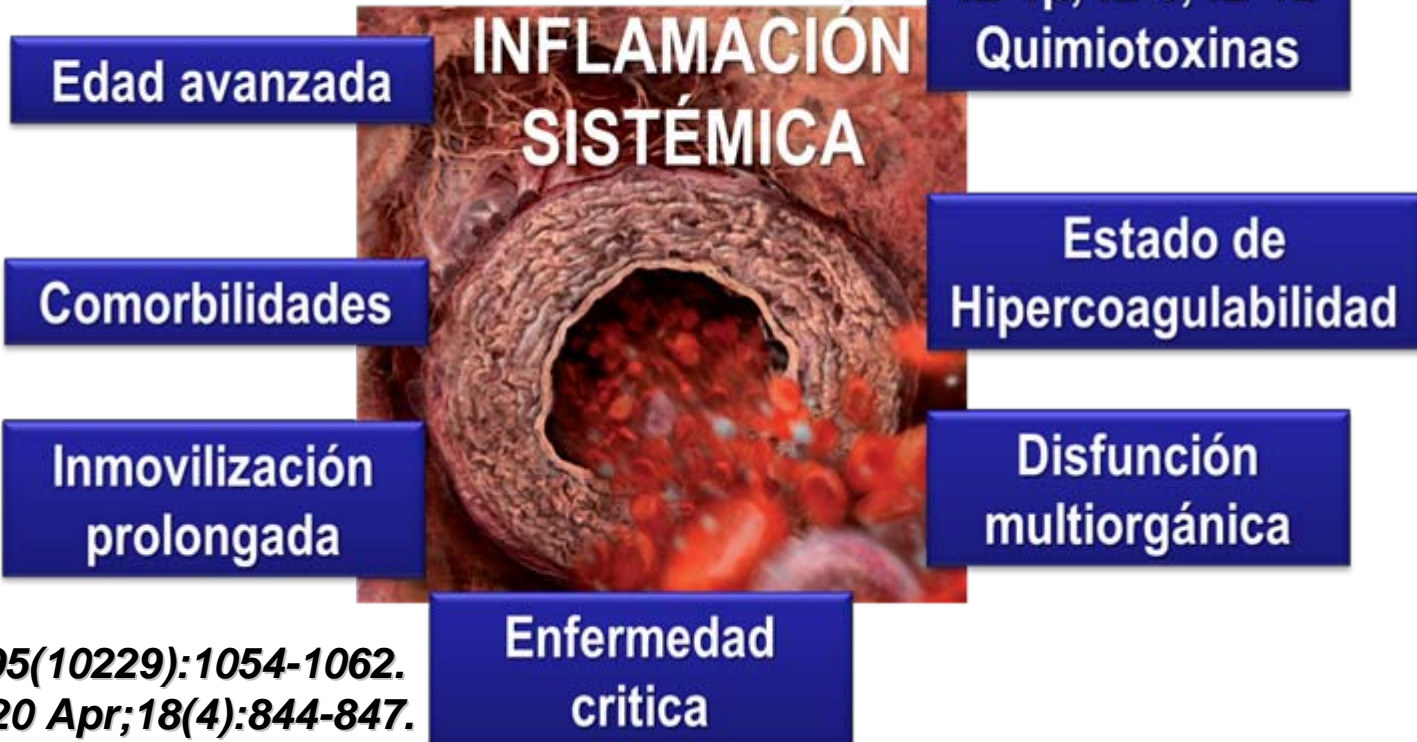 INFLAMACIÓN
SISTÉMICA
Quimiotoxinas
Edad avanzada
Estado de
Hipercoagulabilidad
Comorbilidades
Inmovilización
prolongada
Disfunción
multiorgánica
Enfermedad
critica
95(10229):1054-1062.
20 Apr;18(4):844-847.